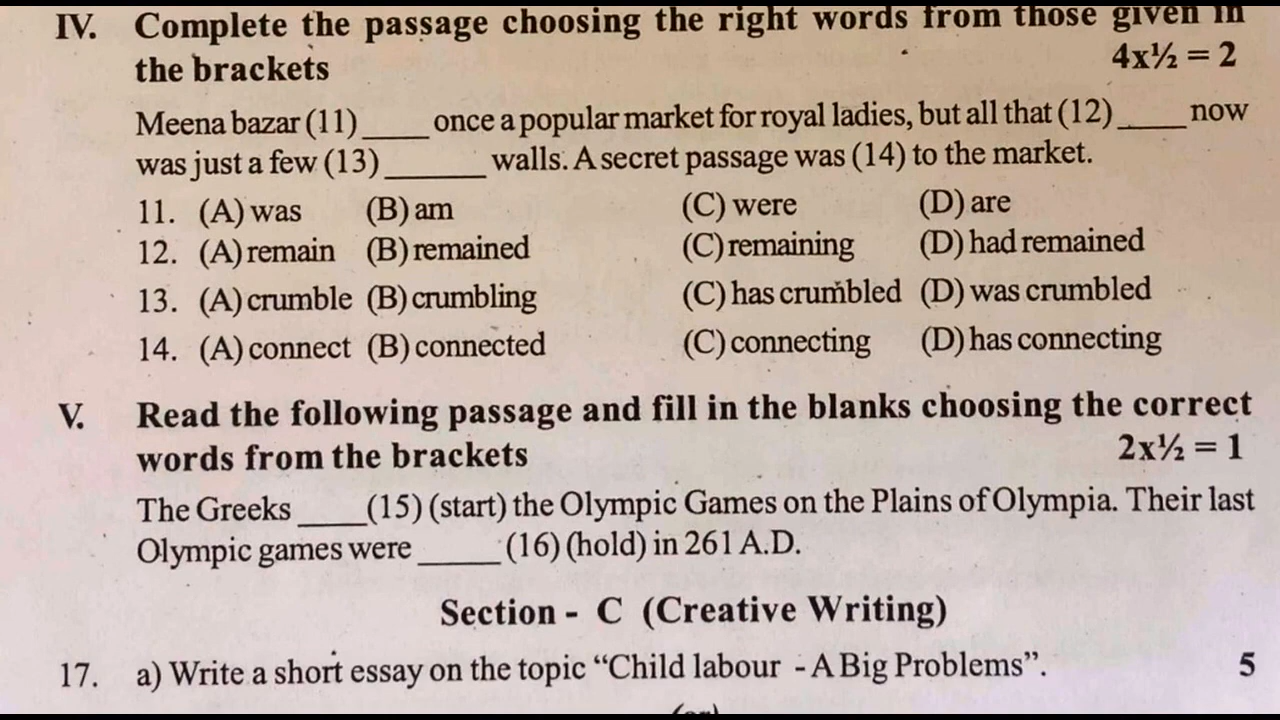 IV. Complete the passage choosing the right words from those given in
the brackets 4x½ = 2
Meena bazar (11) ____ once a popular market for royal ladies, but all that (12) ____ now
was just a few (13) ______ walls. A secret passage was (14) to the market.
11. (A) was (B) am (C) were (D) are
12. (A) remain (B) remained (C) remaining (D) had remained
13. (A) crumble (B) crumbling (C) has crumbled (D) was crumbled
14. (A) connect (B) connected (C) connecting (D) has connecting
V. Read the following passage and fill in the blanks choosing the correct
words from the brackets 2x½ = 1
The Greeks ____ (15) (start) the Olympic Games on the Plains of Olympia. Their last
Olympic games were _____ (16) (hold) in 261 A.D.
Section - C (Creative Writing)
17. a) Write a short essay on the topic “Child labour - A Big Problems”. 5